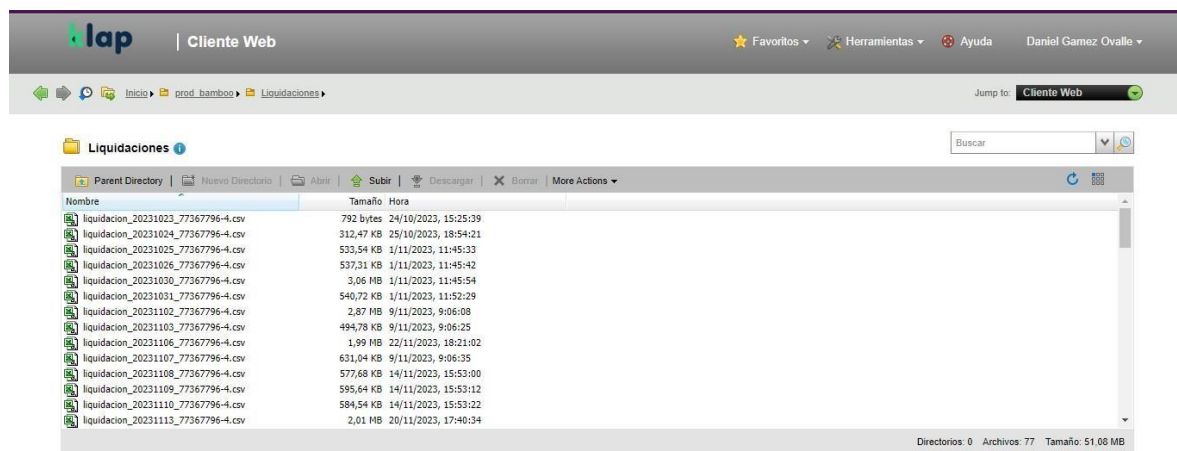 klap | Cliente Web
Favoritos Herramientas Ayuda Daniel Gamez Ovalle
Inicio prod_bamboo Liquidaciones Jump to: Cliente Web
Liquidaciones Buscar
Parent Directory | Nuevo Directorio | Abrir | Subir | Descargar | Borrar | More Actions
Nombre Tamaño Hora
liquidacion_20231023_77367796-4.csv 792 bytes 24/10/2023, 15:25:39
liquidacion_20231024_77367796-4.csv 312,47 KB 25/10/2023, 18:54:21
liquidacion_20231025_77367796-4.csv 533,54 KB 1/11/2023, 11:45:33
liquidacion_20231026_77367796-4.csv 537,31 KB 1/11/2023, 11:45:42
liquidacion_20231030_77367796-4.csv 3,06 MB 1/11/2023, 11:45:54
liquidacion_20231031_77367796-4.csv 540,72 KB 1/11/2023, 11:52:29
liquidacion_20231102_77367796-4.csv 2,87 MB 9/11/2023, 9:06:08
liquidacion_20231103_77367796-4.csv 494,78 KB 9/11/2023, 9:06:25
liquidacion_20231106_77367796-4.csv 1,99 MB 22/11/2023, 18:21:02
liquidacion_20231107_77367796-4.csv 631,04 KB 9/11/2023, 9:06:35
liquidacion_20231108_77367796-4.csv 577,68 KB 14/11/2023, 15:53:00
liquidacion_20231109_77367796-4.csv 595,64 KB 14/11/2023, 15:53:12
liquidacion_20231110_77367796-4.csv 584,54 KB 14/11/2023, 15:53:22
liquidacion_20231113_77367796-4.csv 2,01 MB 20/11/2023, 17:40:34
Directorios: 0 Archivos: 77 Tamaño: 51,08 MB